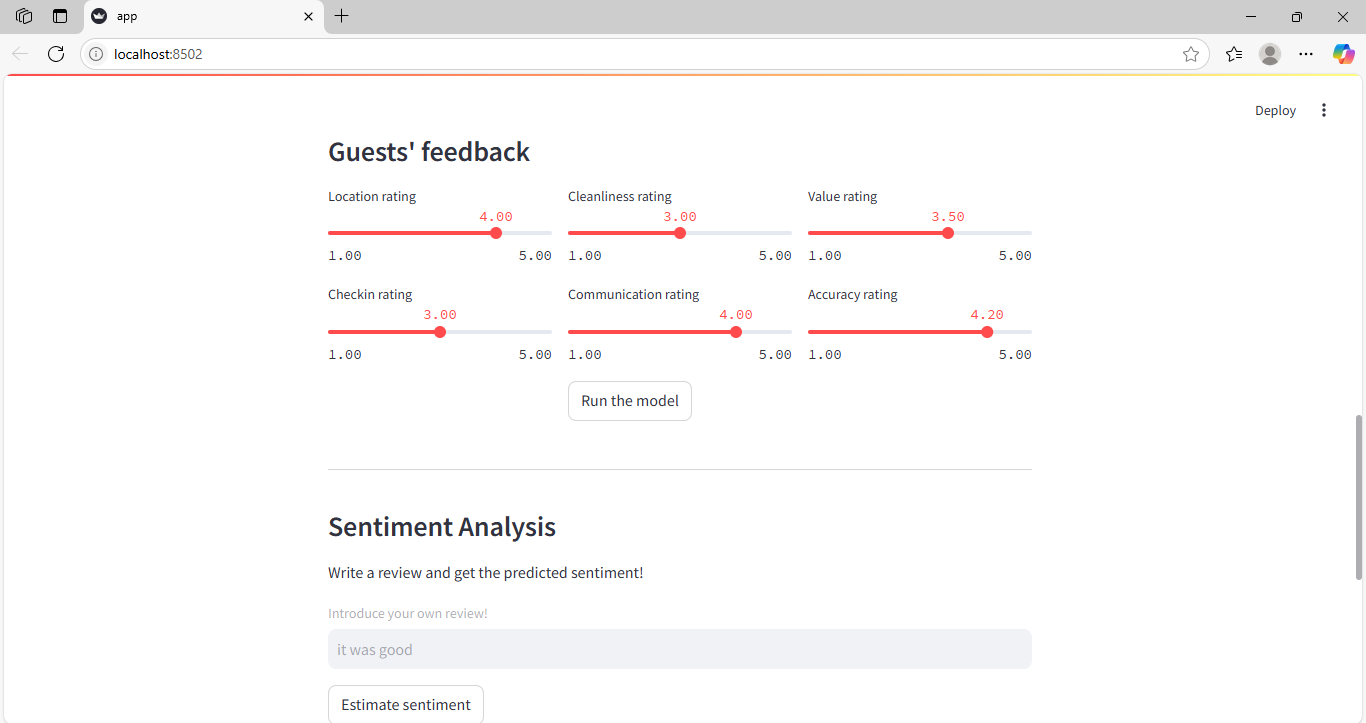 app
localhost:8502
Deploy
Guests' feedback
Location rating
Cleanliness rating
Value rating
4.00
3.00
3.50
1.00 5.00
1.00 5.00
1.00 5.00
Checkin rating
Communication rating
Accuracy rating
3.00
4.00
4.20
1.00 5.00
1.00 5.00
1.00 5.00
Run the model
Sentiment Analysis
Write a review and get the predicted sentiment!
Introduce your own review!
it was good
Estimate sentiment